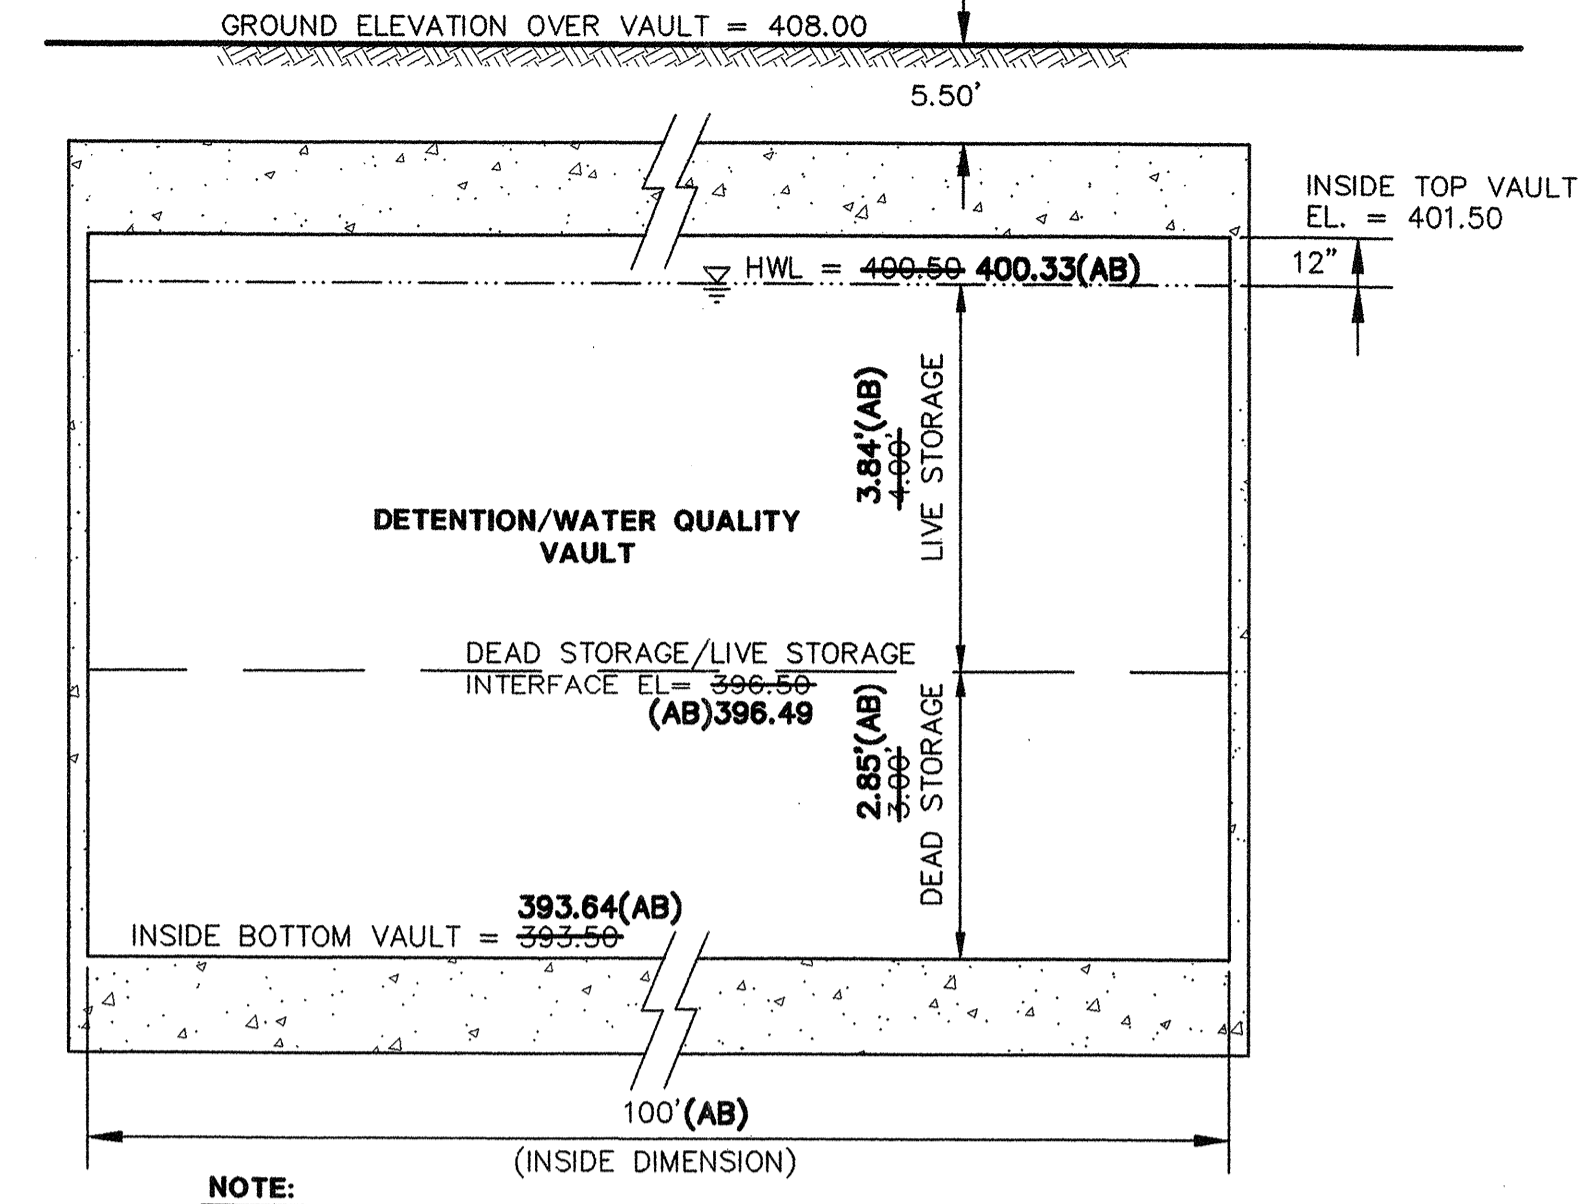 GROUND ELEVATION OVER VAULT = 408.00
5.50'
INSIDE TOP VAULT
EL. = 401.50
12"
HWL = 400.50 400.33(AB)
3.84'(AB)
4.00'
LIVE STORAGE
DETENTION/WATER QUALITY
VAULT
DEAD STORAGE/LIVE STORAGE
INTERFACE EL= 396.50
(AB)396.49
2.85'(AB)
3.00'
DEAD STORAGE
393.64(AB)
INSIDE BOTTOM VAULT = 393.50
100'(AB)
(INSIDE DIMENSION)
NOTE: